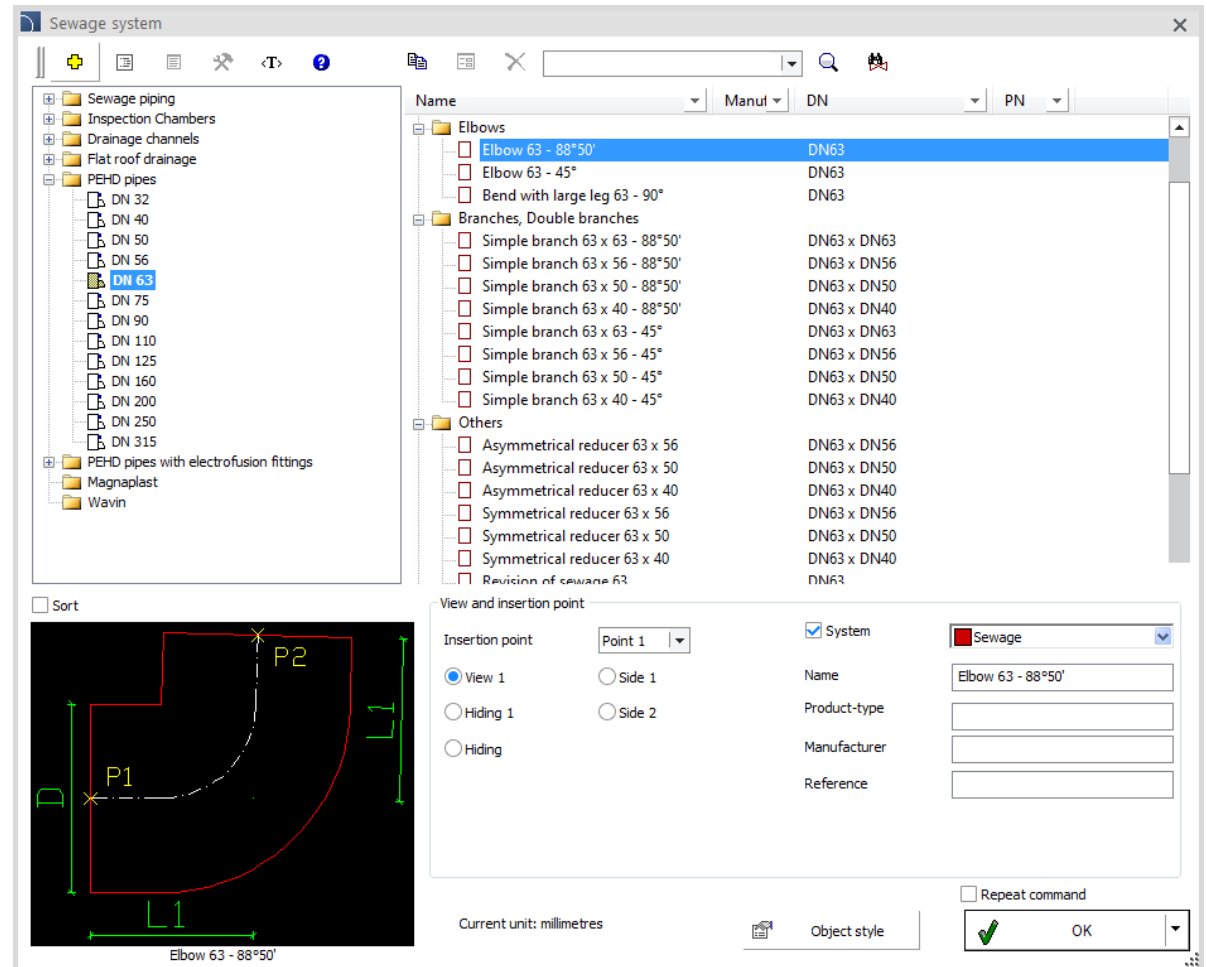 Sewage system
<T>
Sewage piping
Inspection Chambers
Drainage channels
Flat roof drainage
PEHD pipes
DN 32
DN 40
DN 50
DN 56
DN 63
DN 75
DN 90
DN 110
DN 125
DN 160
DN 200
DN 250
DN 315
PEHD pipes with electrofusion fittings
Magnaplast
Wavin
Name Manuf DN PN
Elbows
Elbow 63 - 88°50' DN63
Elbow 63 - 45° DN63
Bend with large leg 63 - 90° DN63
Branches, Double branches
Simple branch 63 x 63 - 88°50' DN63 x DN63
Simple branch 63 x 56 - 88°50' DN63 x DN56
Simple branch 63 x 50 - 88°50' DN63 x DN50
Simple branch 63 x 40 - 88°50' DN63 x DN40
Simple branch 63 x 63 - 45° DN63 x DN63
Simple branch 63 x 56 - 45° DN63 x DN56
Simple branch 63 x 50 - 45° DN63 x DN50
Simple branch 63 x 40 - 45° DN63 x DN40
Others
Asymmetrical reducer 63 x 56 DN63 x DN56
Asymmetrical reducer 63 x 50 DN63 x DN50
Asymmetrical reducer 63 x 40 DN63 x DN40
Symmetrical reducer 63 x 56 DN63 x DN56
Symmetrical reducer 63 x 50 DN63 x DN50
Symmetrical reducer 63 x 40 DN63 x DN40
Revision of sewage 63 DN63
Sort
P2
L1
P1
D
L1
Elbow 63 - 88°50'
View and insertion point
Insertion point Point 1
View 1 Side 1
Hiding 1 Side 2
Hiding
System Sewage
Name Elbow 63 - 88°50'
Product-type
Manufacturer
Reference
Repeat command
Current unit: millimetres Object style OK